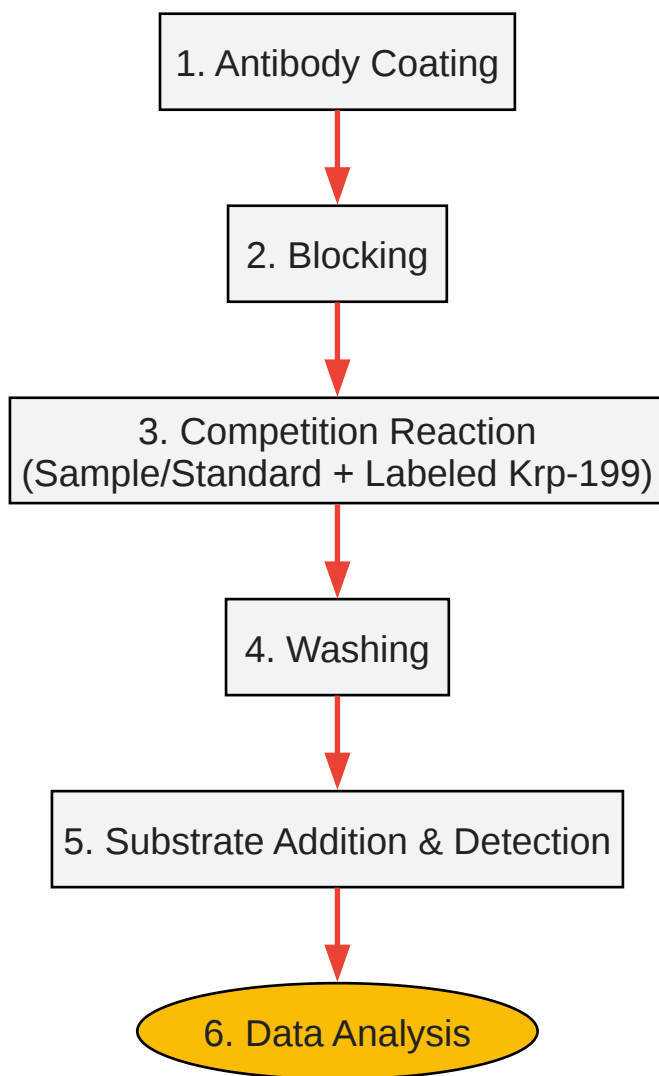 1. Antibody Coating
2. Blocking
3. Competition Reaction
(Sample/Standard + Labeled Krp-199)
4. Washing
5. Substrate Addition & Detection
6. Data Analysis